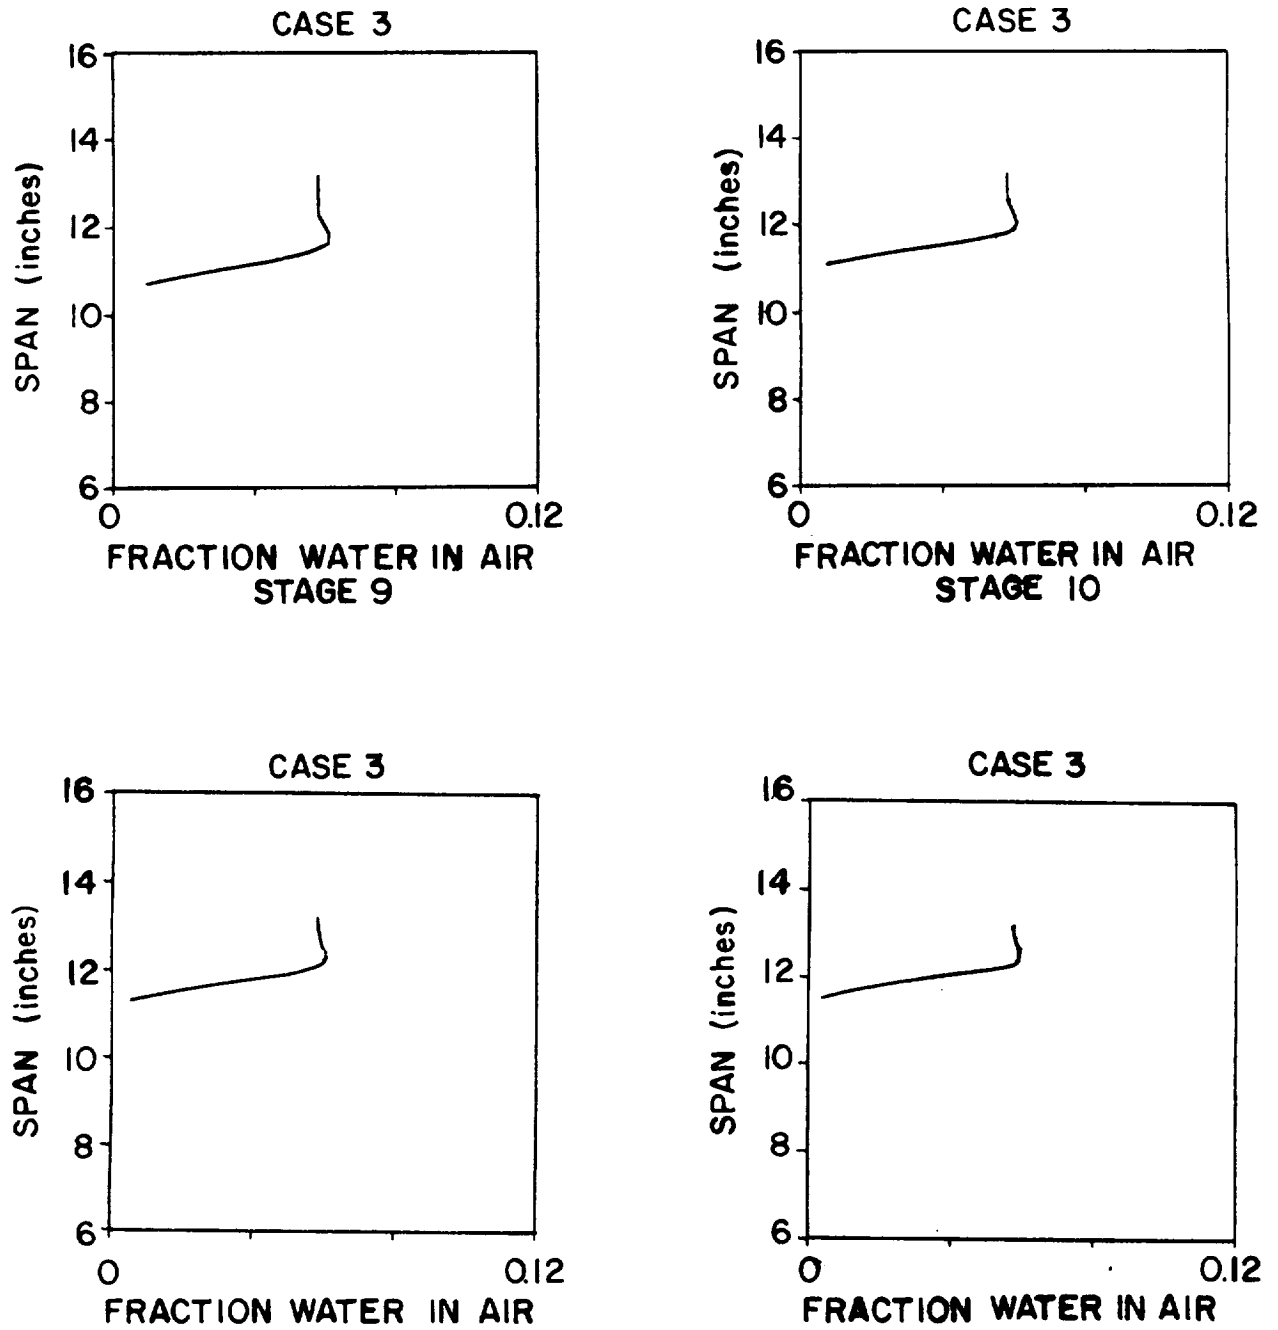 CASE 3
16
14
12
10
8
6
0 0.12
SPAN (inches)
FRACTION WATER IN AIR
STAGE 9
CASE 3
16
14
12
10
8
6
0 0.12
SPAN (inches)
FRACTION WATER IN AIR
STAGE 10
CASE 3
16
14
12
10
8
6
0 0.12
SPAN (inches)
FRACTION WATER IN AIR
CASE 3
16
14
12
10
8
6
0 0.12
SPAN (inches)
FRACTION WATER IN AIR